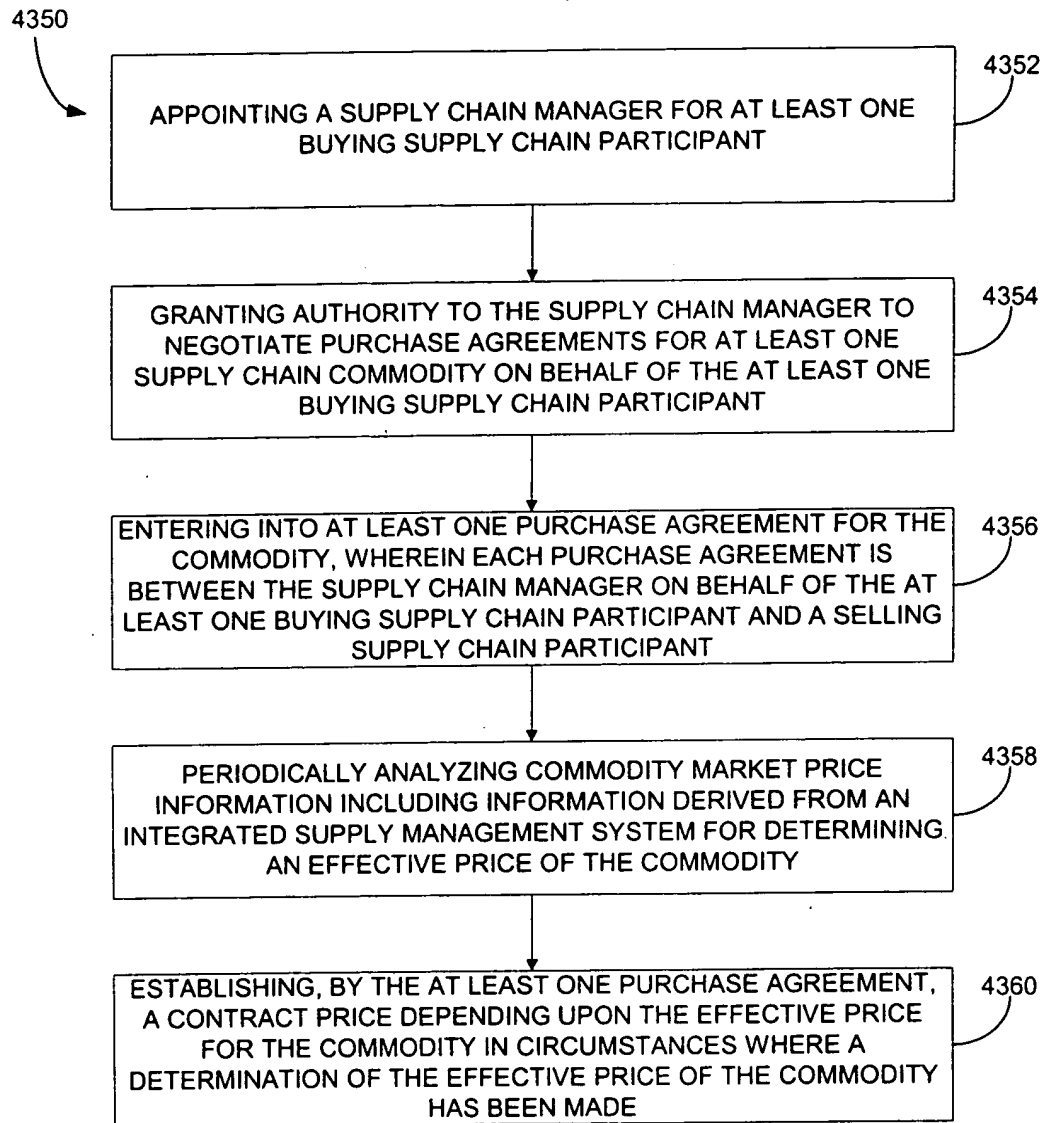 4350
4352
APPOINTING A SUPPLY CHAIN MANAGER FOR AT LEAST ONE
BUYING SUPPLY CHAIN PARTICIPANT
4354
GRANTING AUTHORITY TO THE SUPPLY CHAIN MANAGER TO
NEGOTIATE PURCHASE AGREEMENTS FOR AT LEAST ONE
SUPPLY CHAIN COMMODITY ON BEHALF OF THE AT LEAST ONE
BUYING SUPPLY CHAIN PARTICIPANT
4356
ENTERING INTO AT LEAST ONE PURCHASE AGREEMENT FOR THE
COMMODITY, WHEREIN EACH PURCHASE AGREEMENT IS
BETWEEN THE SUPPLY CHAIN MANAGER ON BEHALF OF THE AT
LEAST ONE BUYING SUPPLY CHAIN PARTICIPANT AND A SELLING
SUPPLY CHAIN PARTICIPANT
4358
PERIODICALLY ANALYZING COMMODITY MARKET PRICE
INFORMATION INCLUDING INFORMATION DERIVED FROM AN
INTEGRATED SUPPLY MANAGEMENT SYSTEM FOR DETERMINING
AN EFFECTIVE PRICE OF THE COMMODITY
4360
ESTABLISHING, BY THE AT LEAST ONE PURCHASE AGREEMENT,
A CONTRACT PRICE DEPENDING UPON THE EFFECTIVE PRICE
FOR THE COMMODITY IN CIRCUMSTANCES WHERE A
DETERMINATION OF THE EFFECTIVE PRICE OF THE COMMODITY
HAS BEEN MADE